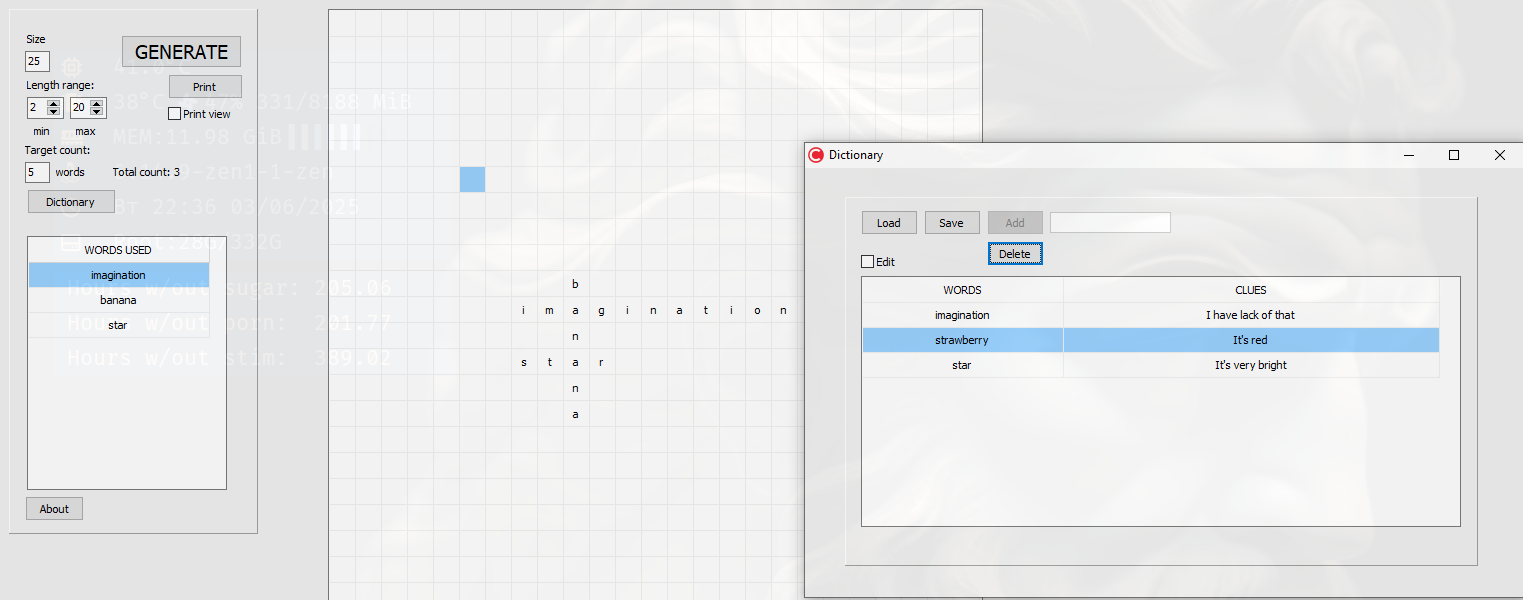 Size
GENERATE
25
Length range:
Print
2 20
Print view
min max
Target count:
5 words Total count: 3
Dictionary
WORDS USED
imagination
banana
star
About
38°C
331/8188 MiB
MEM:11.98 GiB
9-zen1-1-zen
Вт 22:36 03/06/2025
28G/332G
Hours w/out sugar: 205.06
Hours w/out porn: 201.77
Hours w/out stim: 389.02
b
i m a g i n a t i o n
n
s t a r
n
a
Dictionary
Load Save Add
Delete
Edit
WORDS CLUES
imagination I have lack of that
strawberry It's red
star It's very bright